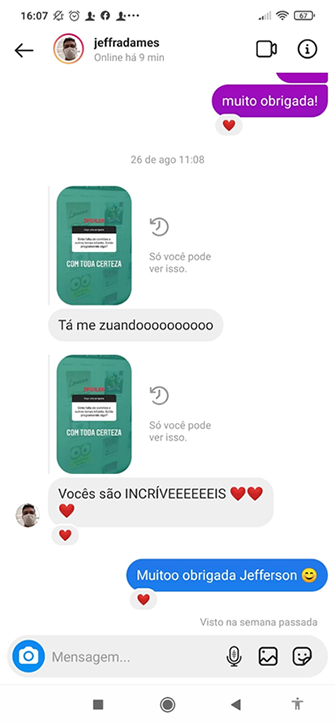 16:07
67
jeffradames
Online há 9 min
muito obrigada!
26 de ago 11:08
COM TODA CERTEZA
Só você pode
ver isso.
Tá me zuandoooooooooo
COM TODA CERTEZA
Só você pode
ver isso.
Vocês são INCRÍVEEEEEEIS ❤️❤️
❤️
Muitoo obrigada Jefferson 😊
Visto na semana passada
Mensagem...